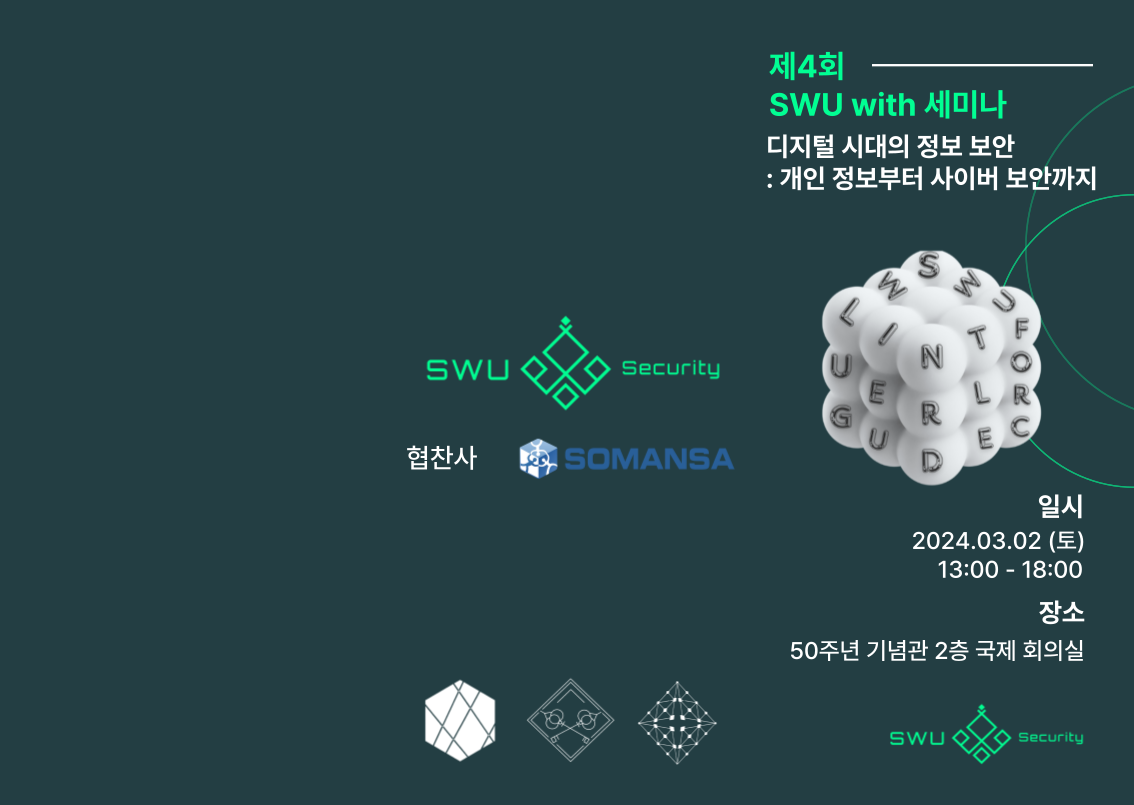 제4회
SWU with 세미나
디지털 시대의 정보 보안
: 개인 정보부터 사이버 보안까지
S
W W
L U
I T F
N
U O
E L R
R
G C
U E
D
SWU Security
협찬사 SOMANSA
일시
2024.03.02 (토)
13:00 - 18:00
장소
50주년 기념관 2층 국제 회의실
SWU Security